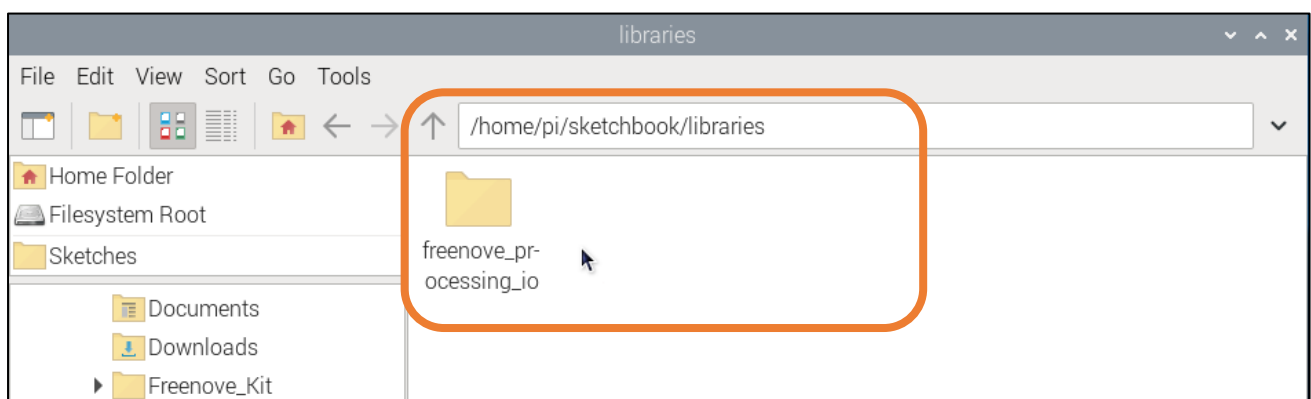 libraries
File Edit View Sort Go Tools
/home/pi/sketchbook/libraries
Home Folder
Filesystem Root
Sketches
Documents
Downloads
Freenove_Kit
freenove_pr-
ocessing_io